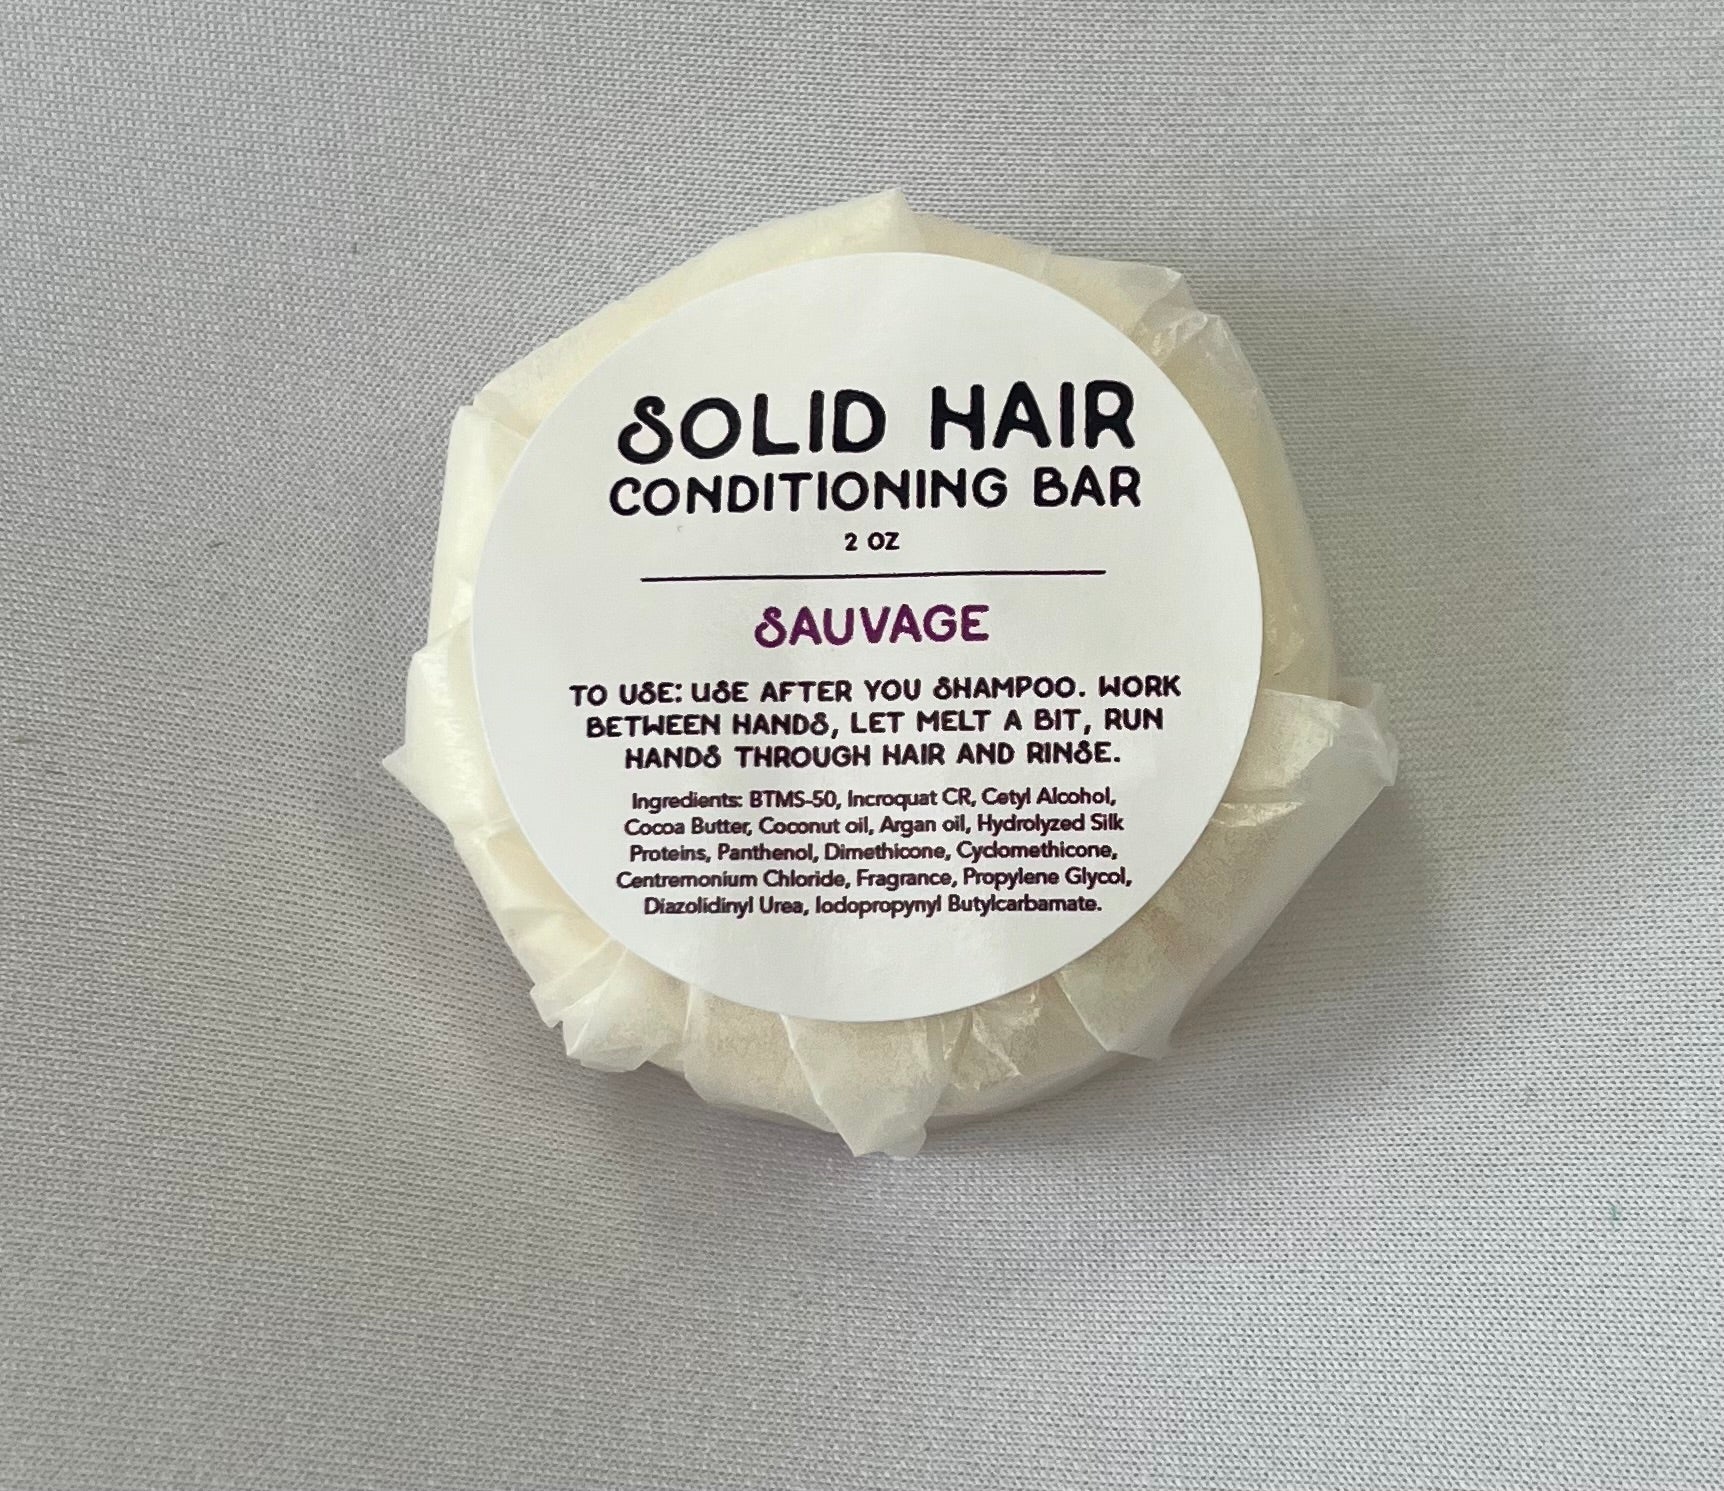 SOLID HAIR
CONDITIONING BAR
2 OZ
SAUVAGE
TO USE: USE AFTER YOU SHAMPOO. WORK
BETWEEN HANDS, LET MELT A BIT, RUN
HANDS THROUGH HAIR AND RINSE.
Ingredients: BTMS-50, Incroquat CR, Cetyl Alcohol,
Cocoa Butter, Coconut oil, Argan oil, Hydrolyzed Silk
Proteins, Panthenol, Dimethicone, Cyclomethicone,
Centremonium Chloride, Fragrance, Propylene Glycol,
Diazolidinyl Urea, Iodopropynyl Butylcarbamate.